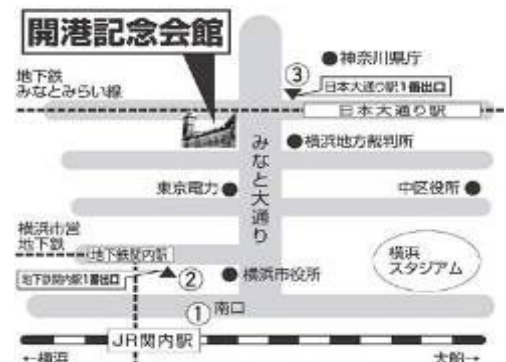 開港記念会館
●神奈川県庁
③
地下鉄
みなとみらい線
日本大通り駅1番出口
日本大通り駅
みなと大通り
●横浜地方裁判所
東京電力●
中区役所●
横浜市営
地下鉄
地下鉄関内駅
横浜
スタジアム
地下鉄関内駅1番出口
②
●横浜市役所
①南口
JR関内駅
←横浜
大船→